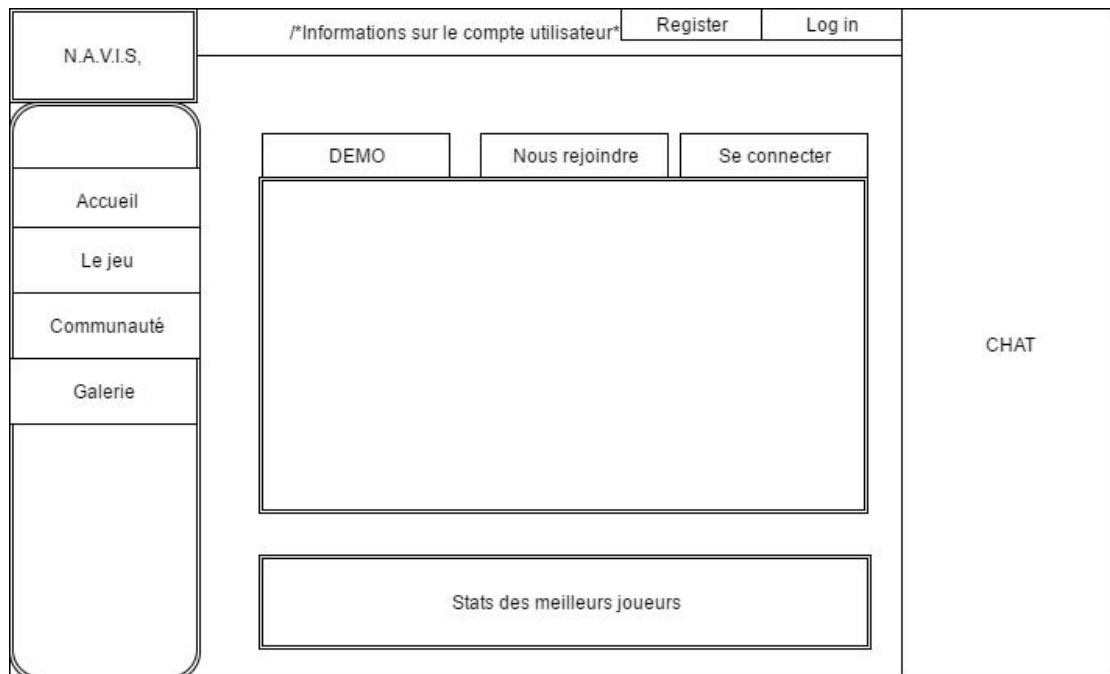 N.A.V.I.S,
/*Informations sur le compte utilisateur*
Register
Log in
DEMO
Nous rejoindre
Se connecter
Accueil
Le jeu
Communauté
Galerie
CHAT
Stats des meilleurs joueurs